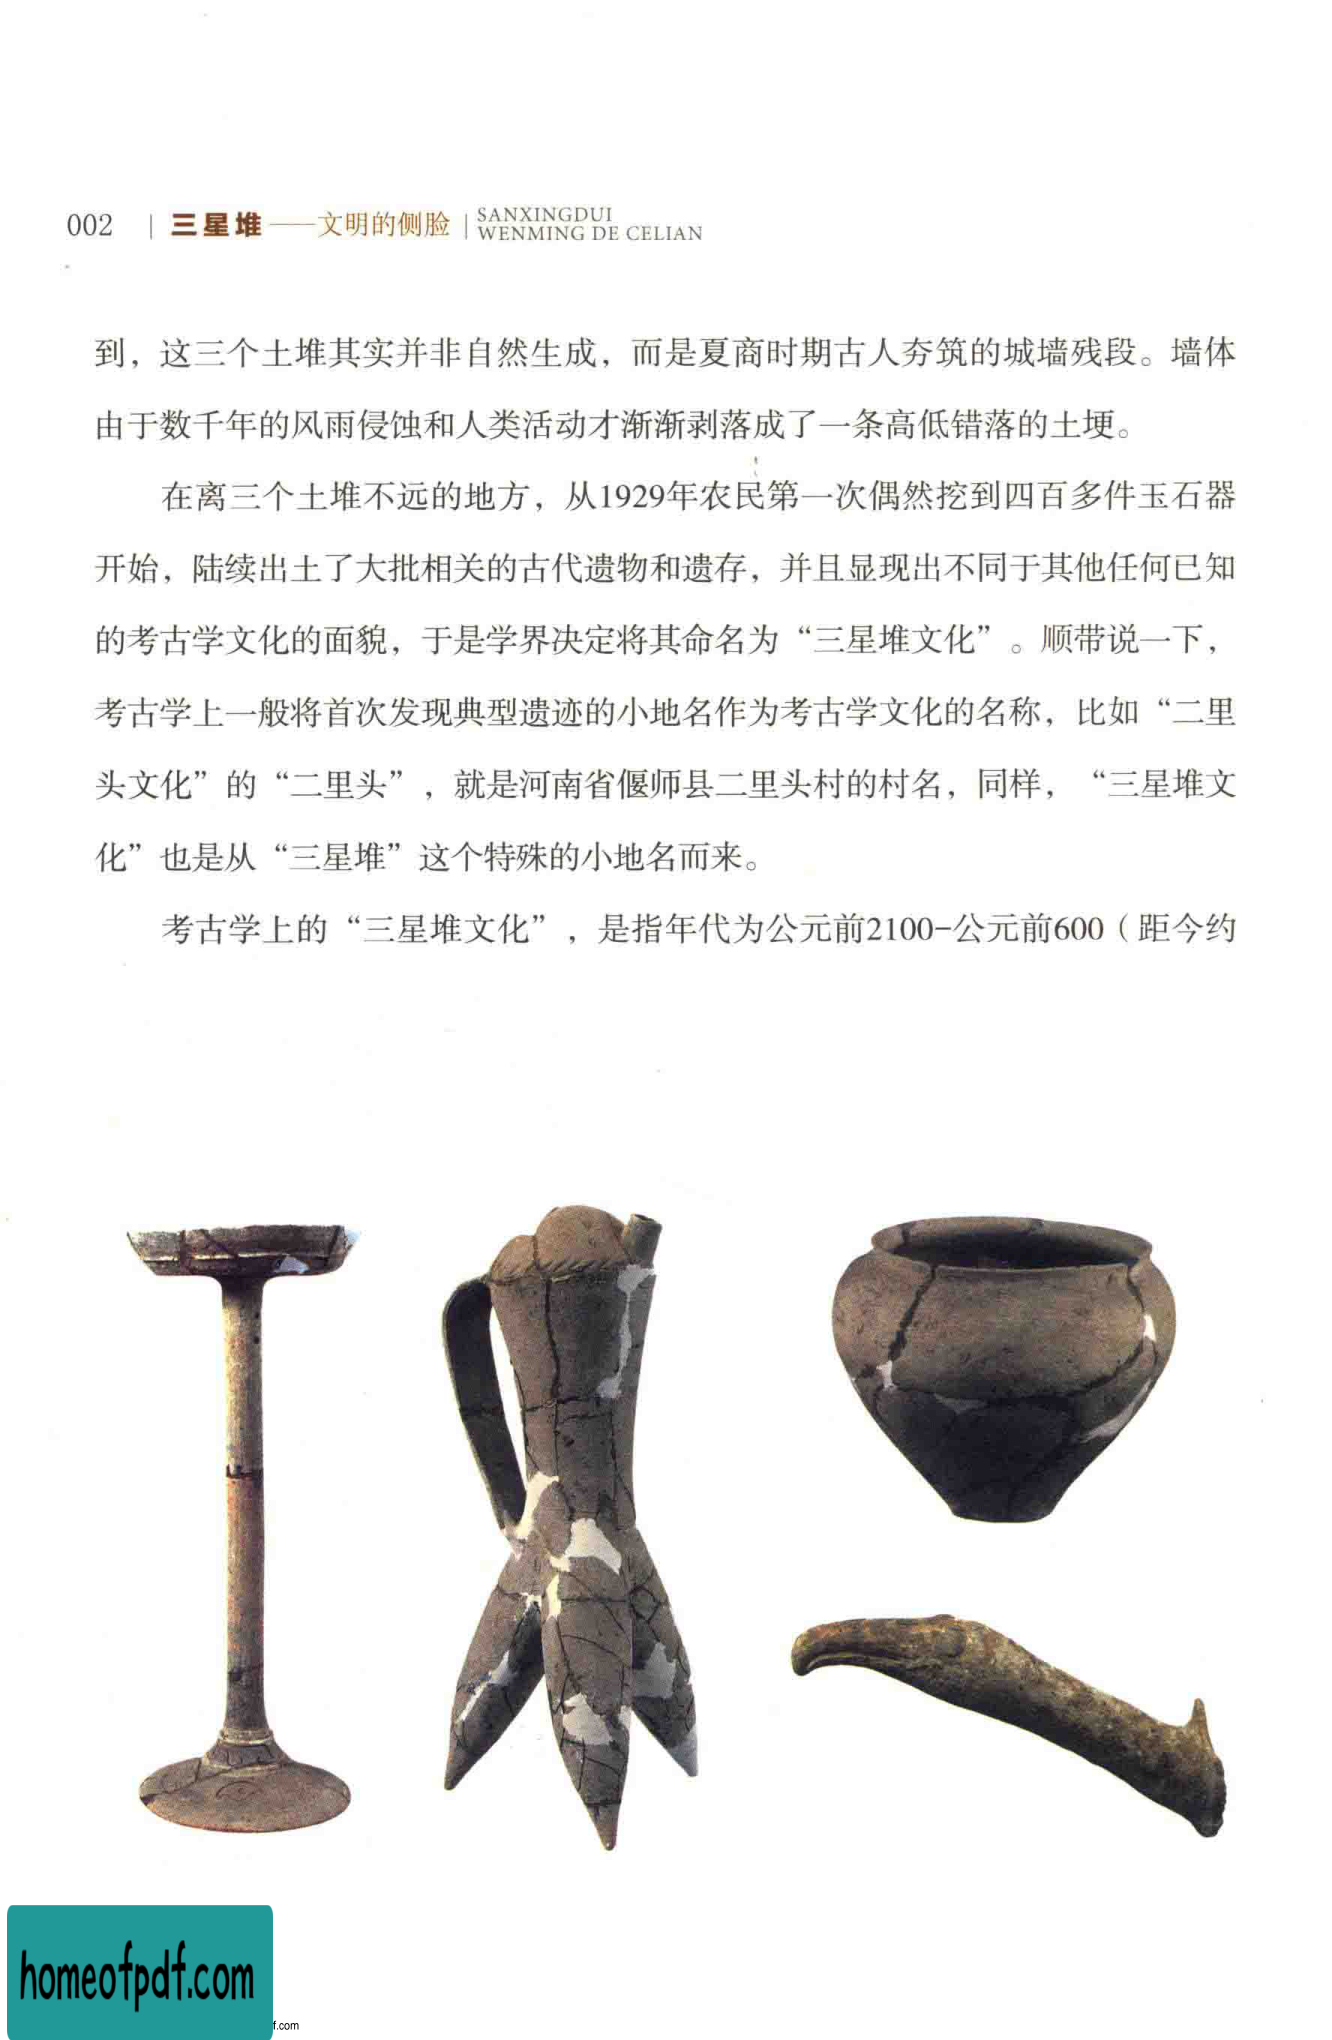 002 | 三星堆——文明的侧脸 | SANXINGDUI
WENMING DE CELIAN
到，这三个土堆其实并非自然生成，而是夏商时期古人夯筑的城墙残段。墙体
由于数千年的风雨侵蚀和人类活动才渐渐剥落成了一条高低错落的土埂。
在离三个土堆不远的地方，从1929年农民第一次偶然挖到四百多件玉石器
开始，陆续出土了大批相关的古代遗物和遗存，并且显现出不同于其他任何已知
的考古学文化的面貌，于是学界决定将其命名为“三星堆文化”。顺带说一下，
考古学上一般将首次发现典型遗迹的小地名作为考古学文化的名称，比如“二里
头文化”的“二里头”，就是河南省偃师县二里头村的村名，同样，“三星堆文
化”也是从“三星堆”这个特殊的小地名而来。
考古学上的“三星堆文化”，是指年代为公元前2100-公元前600（距今约
homeofpdf.com
f.com